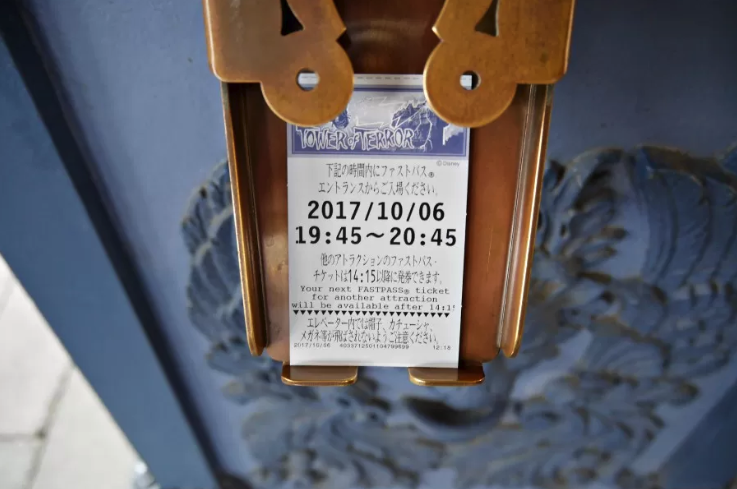 TOWER of TERROR
©Disney
下記の時間内にファストパス®
エントランスからご入場ください。
2017/10/06
19:45～20:45
他のアトラクションのファストパス・
チケットは14:15以降に発券できます。
Your next FASTPASS® ticket
for another attraction
will be available after 14:1
エレベーター内では帽子、カチューシャ、
メガネ等が飛ばされないようご注意ください。
2017/10/06 12:18